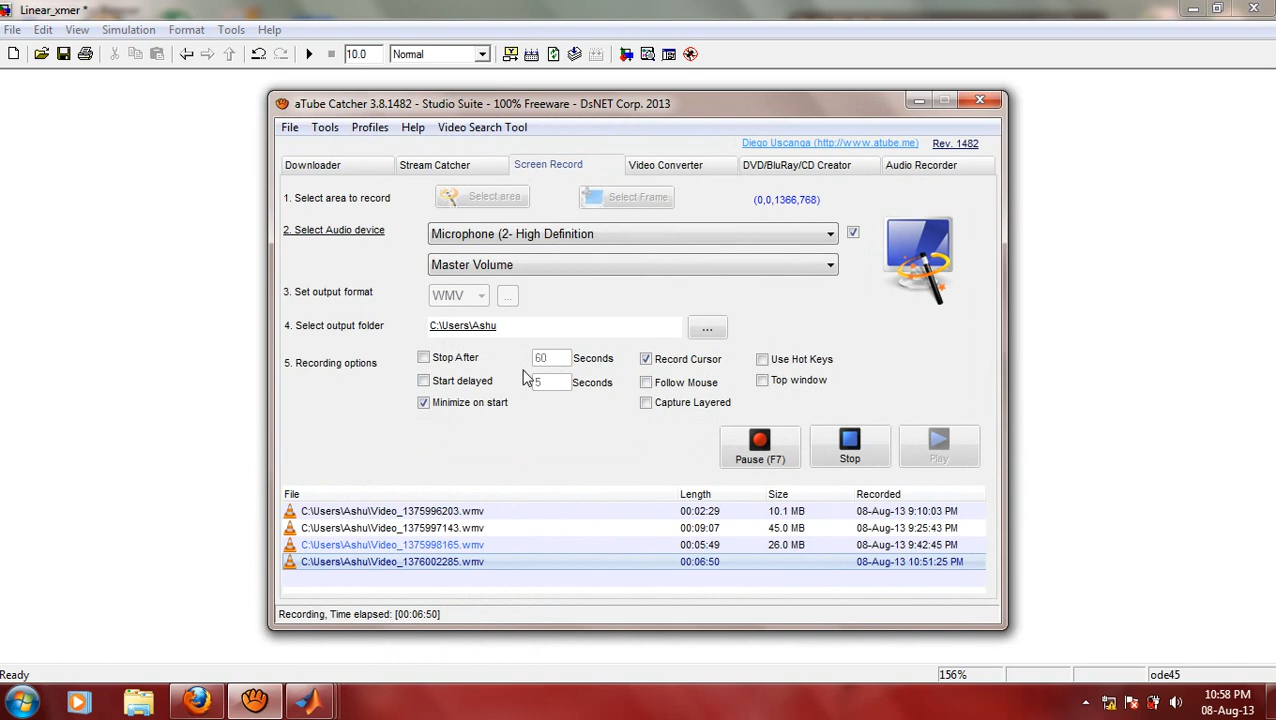 Linear_xmer *
File Edit View Simulation Format Tools Help
10.0 Normal
aTube Catcher 3.8.1482 - Studio Suite - 100% Freeware - DsNET Corp. 2013
File Tools Profiles Help Video Search Tool
Diego Uscanga (http://www.atube.me) Rev. 1482
Downloader Stream Catcher Screen Record Video Converter DVD/BluRay/CD Creator Audio Recorder
1. Select area to record Select area Select Frame (0,0,1366,768)
2. Select Audio device Microphone (2- High Definition
Master Volume
3. Set output format WMV ...
4. Select output folder C:\Users\Ashu ...
5. Recording options Stop After 60 Seconds Record Cursor Use Hot Keys
Start delayed 5 Seconds Follow Mouse Top window
Minimize on start Capture Layered
Pause (F7) Stop Play
File Length Size Recorded
C:\Users\Ashu\Video_1375996203.wmv 00:02:29 10.1 MB 08-Aug-13 9:10:03 PM
C:\Users\Ashu\Video_1375997143.wmv 00:09:07 45.0 MB 08-Aug-13 9:25:43 PM
C:\Users\Ashu\Video_1375998165.wmv 00:05:49 26.0 MB 08-Aug-13 9:42:45 PM
C:\Users\Ashu\Video_1376002285.wmv 00:06:50 08-Aug-13 10:51:25 PM
Recording, Time elapsed: [00:06:50]
Ready 156% ode45
10:58 PM
08-Aug-13